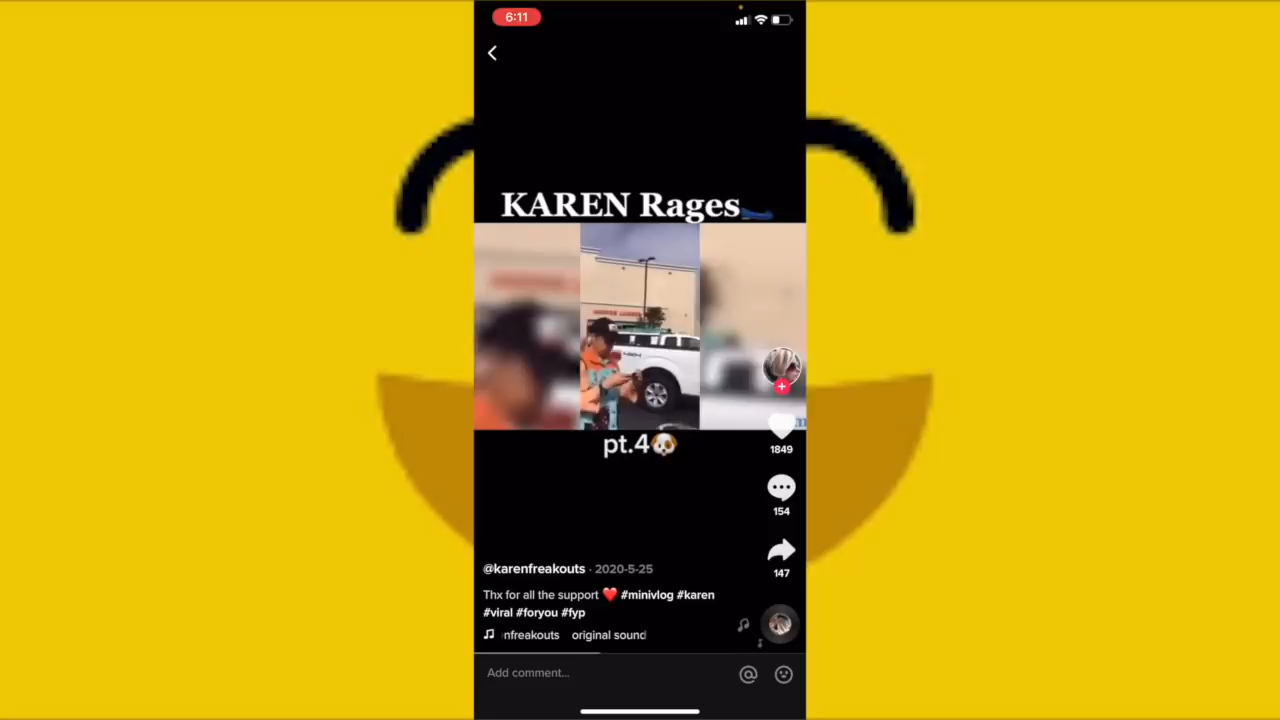 6:11
KAREN Rages
pt.4
1849
154
147
@karenfreakouts · 2020-5-25
Thx for all the support ❤️ #minivlog #karen
#viral #foryou #fyp
nfreakouts original sound
Add comment...